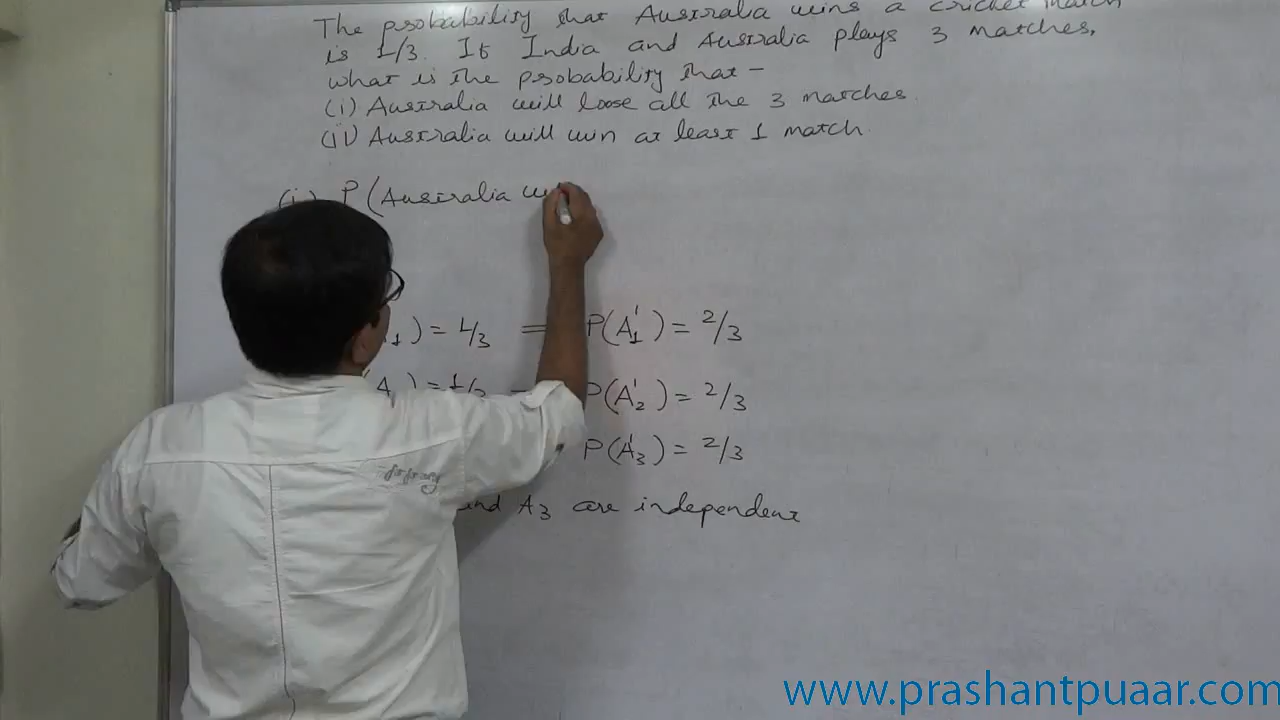 The probability that Australia wins a cricket match
is 1/3. If India and Australia plays 3 matches,
what is the probability that –
(i) Australia will loose all the 3 matches
(ii) Australia will win at least 1 match.
(i) P(Australia wi
1) = 1/3 = P(A₁') = 2/3
P(A₂') = 2/3
P(A₃') = 2/3
and A₃ are independent
www.prashantpuaar.com